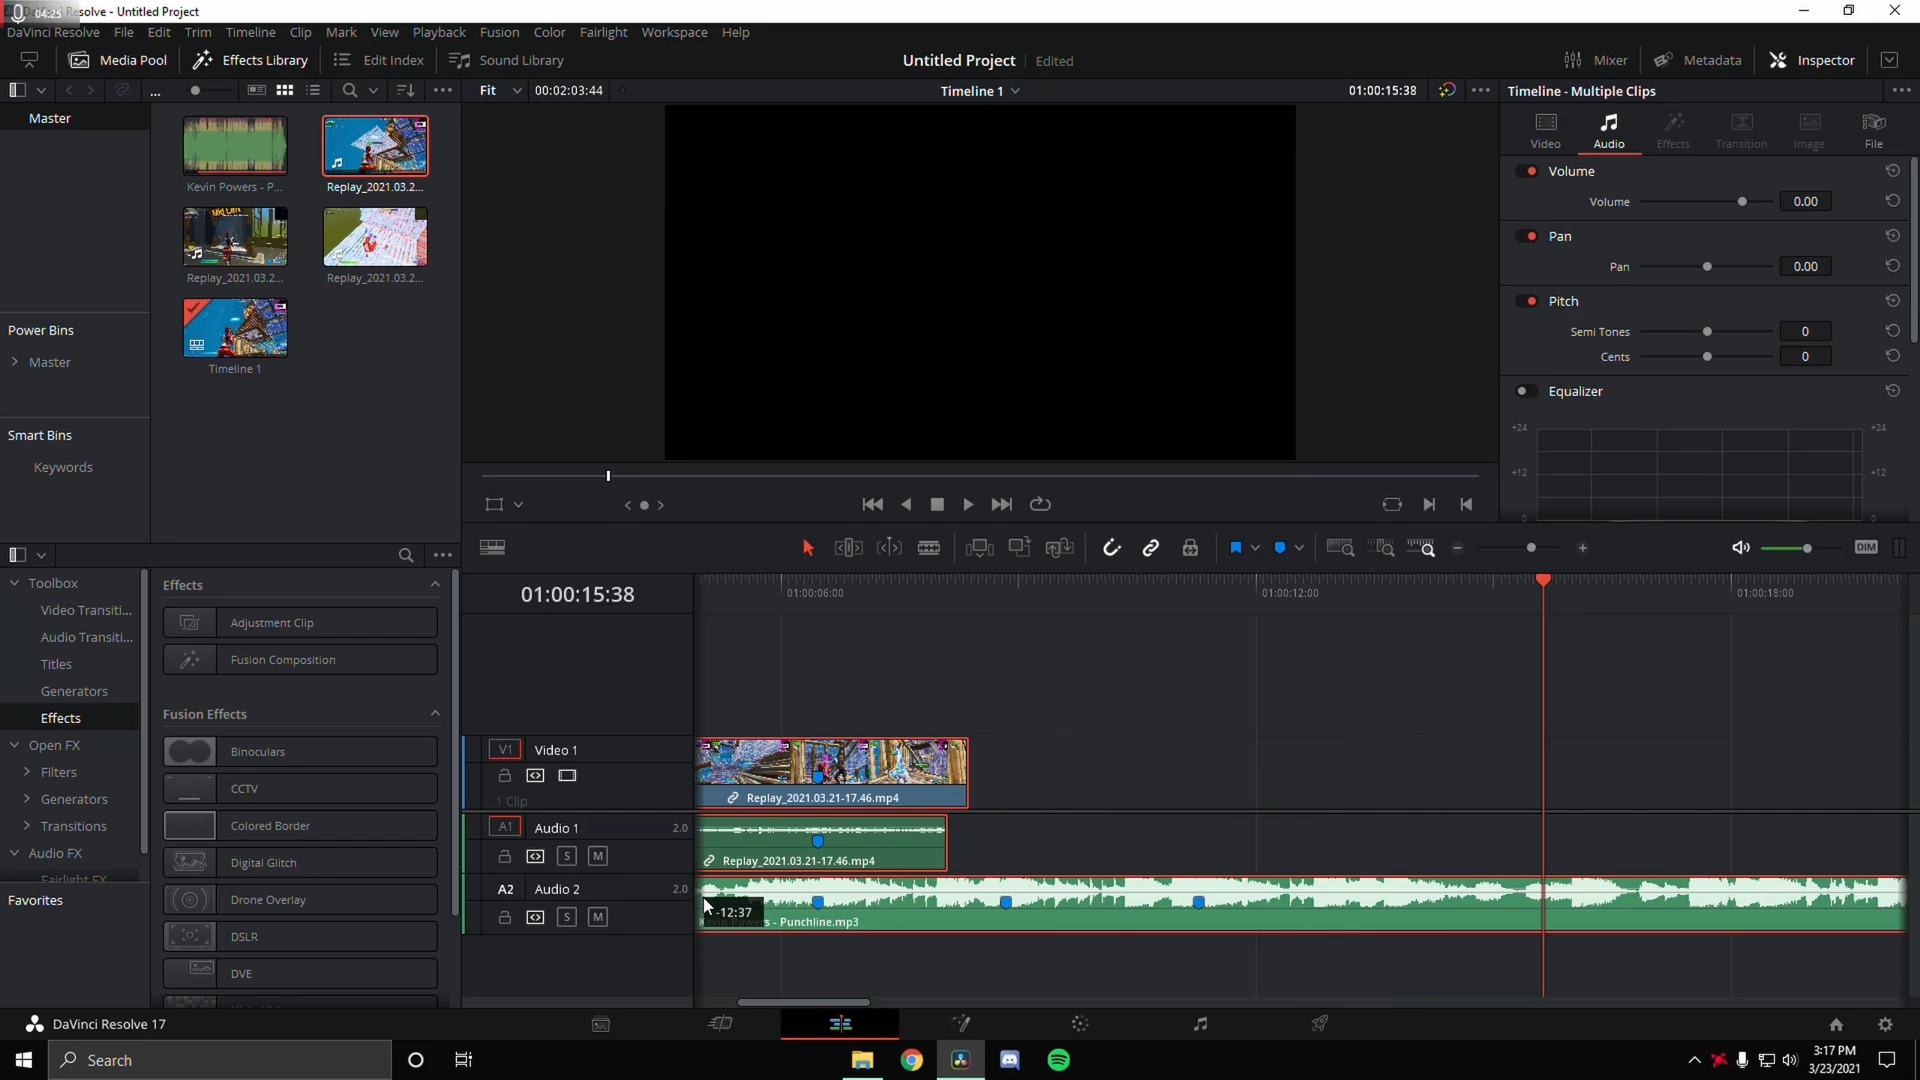 04:25
esolve - Untitled Project
DaVinci Resolve File Edit Trim Timeline Clip Mark View Playback Fusion Color Fairlight Workspace Help
Media Pool Effects Library Edit Index Sound Library
Untitled Project Edited
Mixer Metadata Inspector
...
Fit 00:02:03:44 Timeline 1 01:00:15:38
Timeline - Multiple Clips
Master
Kevin Powers - P...
Replay_2021.03.2...
Replay_2021.03.2...
Replay_2021.03.2...
Timeline 1
Power Bins
Master
Smart Bins
Keywords
Video Audio Effects Transition Image File
Volume
Volume 0.00
Pan
Pan 0.00
Pitch
Semi Tones 0
Cents 0
Equalizer
+24 +24
+12 +12
0 0
Toolbox
Video Transiti...
Audio Transiti...
Titles
Generators
Effects
Open FX
Filters
Generators
Transitions
Audio FX
Fairlight FX
Favorites
Effects
Adjustment Clip
Fusion Composition
Fusion Effects
Binoculars
CCTV
Colored Border
Digital Glitch
Drone Overlay
DSLR
DVE
DIM
01:00:15:38
01:00:06:00 01:00:12:00 01:00:18:00
V1 Video 1
1 Clip
Replay_2021.03.21-17.46.mp4
A1 Audio 1 2.0
S M
Replay_2021.03.21-17.46.mp4
A2 Audio 2 2.0
S M
-12:37
s - Punchline.mp3
DaVinci Resolve 17
Search
3:17 PM
3/23/2021